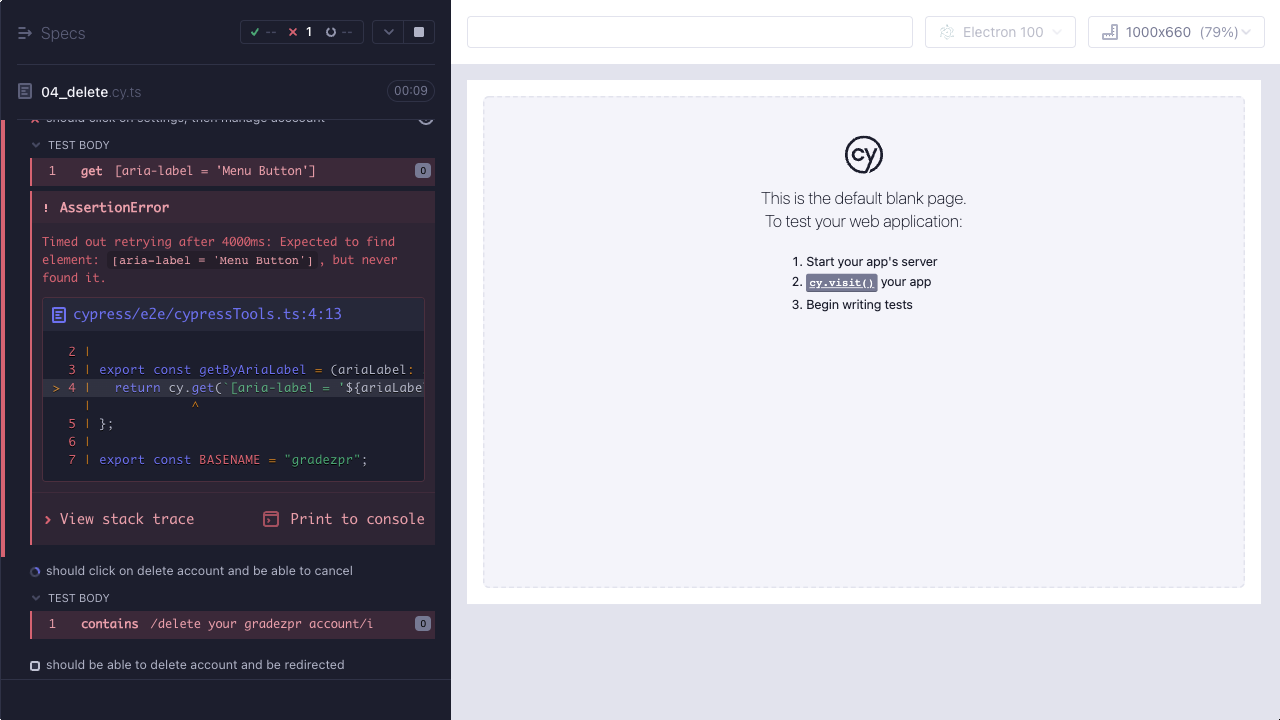 Specs
--
1
--
04_delete.cy.ts
00:09
should click on settings, then manage acccount
TEST BODY
1 get [aria-label = 'Menu Button'] 0
! AssertionError
Timed out retrying after 4000ms: Expected to find
element: [aria-label = 'Menu Button'], but never
found it.
cypress/e2e/cypressTools.ts:4:13
2 |
3 | export const getByAriaLabel = (ariaLabel:
> 4 |   return cy.get(`[aria-label = '${ariaLabe
|             ^
5 | };
6 |
7 | export const BASENAME = "gradezpr";
View stack trace
Print to console
should click on delete account and be able to cancel
TEST BODY
1 contains /delete your gradezpr account/i 0
should be able to delete account and be redirected
Electron 100
1000x660 (79%)
cy
This is the default blank page.
To test your web application:
1. Start your app's server
2. cy.visit() your app
3. Begin writing tests